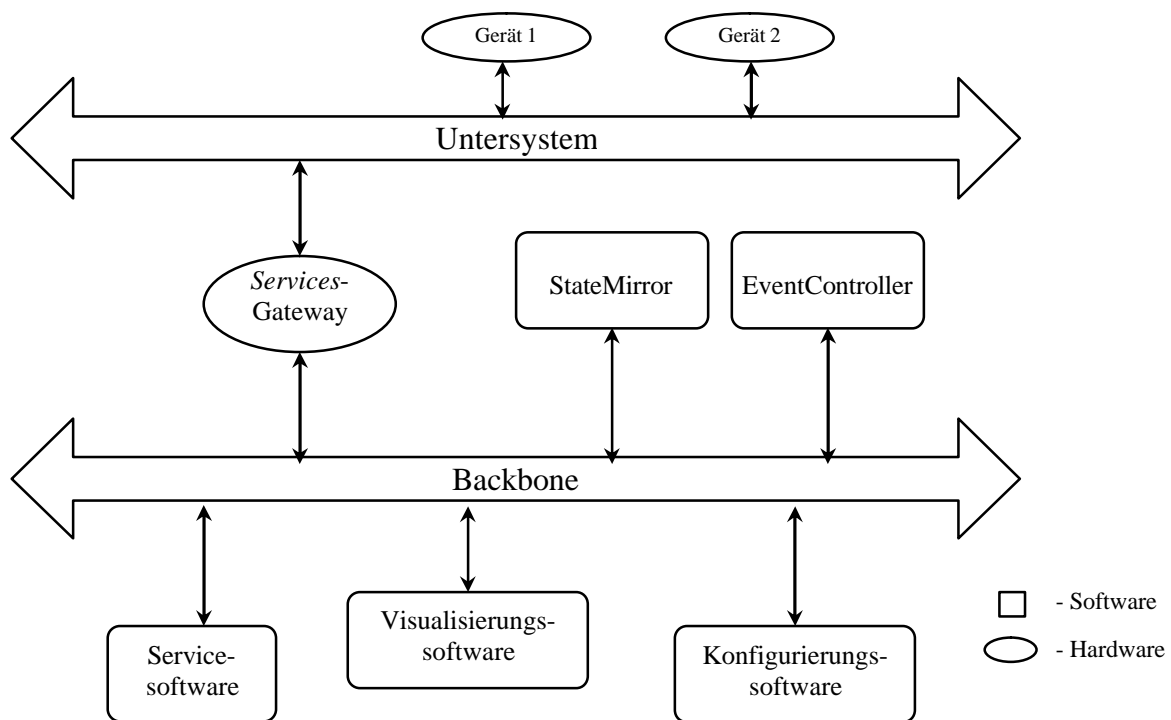 Gerät 1
Gerät 2
Untersystem
Services-
Gateway
StateMirror
EventController
Backbone
Service-
software
Visualisierungs-
software
Konfigurierungs-
software
- Software
- Hardware